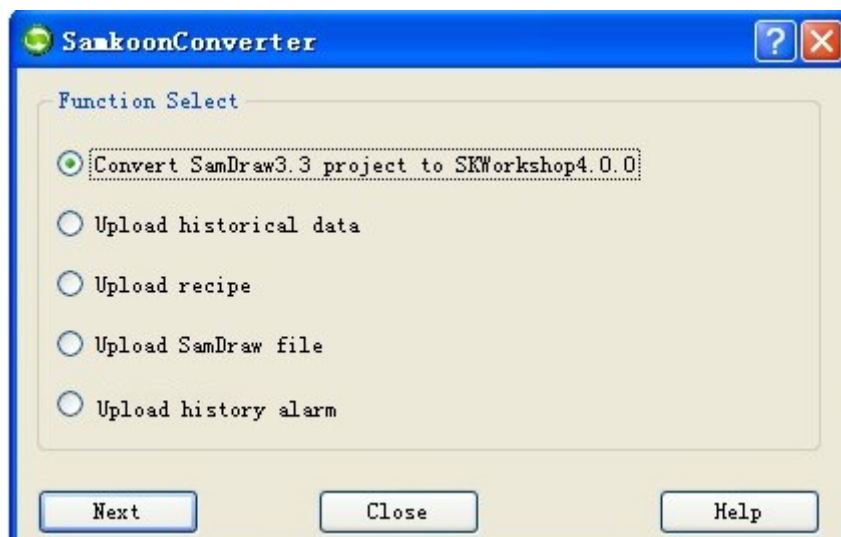 SamkoonConverter
Function Select
Convert SamDraw3.3 project to SKWorkshop4.0.0
Upload historical data
Upload recipe
Upload SamDraw file
Upload history alarm
Next Close Help